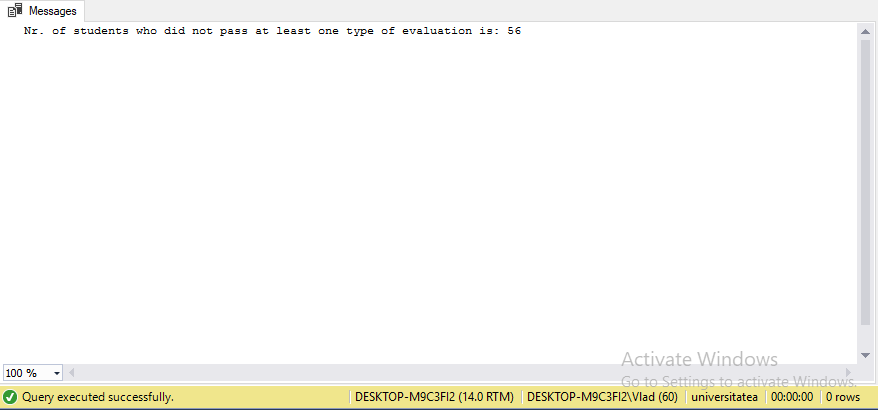 Messages
Nr. of students who did not pass at least one type of evaluation is: 56
100 %
Activate Windows
Go to Settings to activate Windows.
Query executed successfully.
DESKTOP-M9C3FI2 (14.0 RTM)
DESKTOP-M9C3FI2\Vlad (60)
universitatea
00:00:00
0 rows